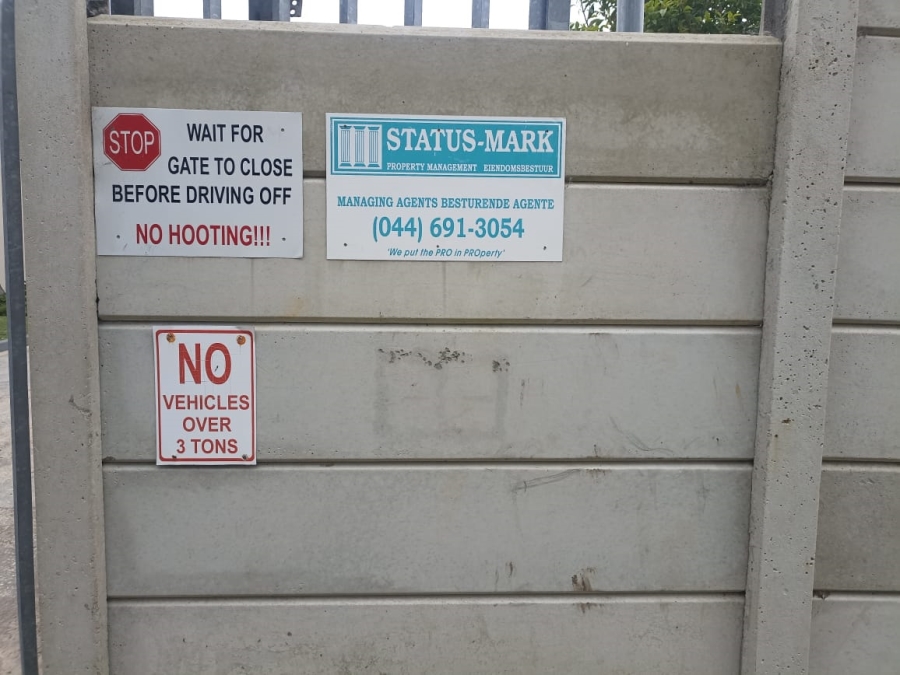 STOP
WAIT FOR
GATE TO CLOSE
BEFORE DRIVING OFF
NO HOOTING!!!
STATUS-MARK
PROPERTY MANAGEMENT EIENDOMSBESTUUR
MANAGING AGENTS BESTURENDE AGENTE
(044) 691-3054
'We put the PRO in PROperty'
NO
VEHICLES
OVER
3 TONS